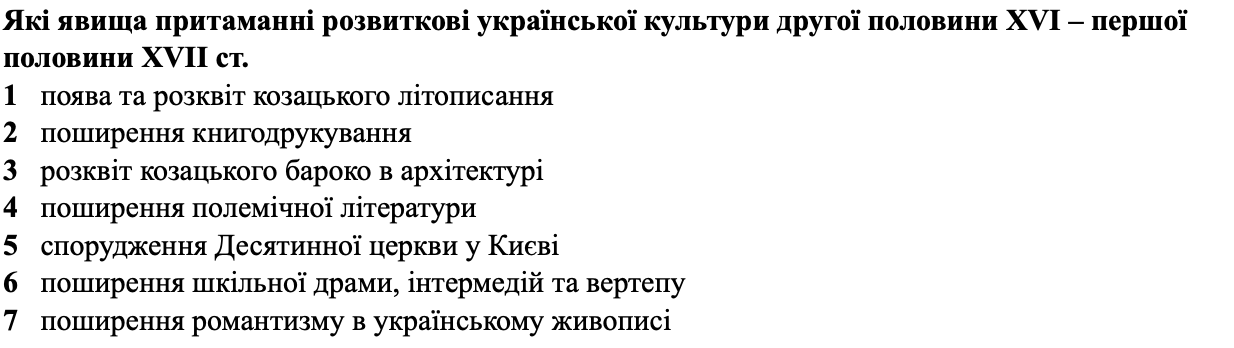 Які явища притаманні розвиткові української культури другої половини XVI – першої
половини XVII ст.
1 поява та розквіт козацького літописання
2 поширення книгодрукування
3 розквіт козацького бароко в архітектурі
4 поширення полемічної літератури
5 спорудження Десятинної церкви у Києві
6 поширення шкільної драми, інтермедій та вертепу
7 поширення романтизму в українському живописі